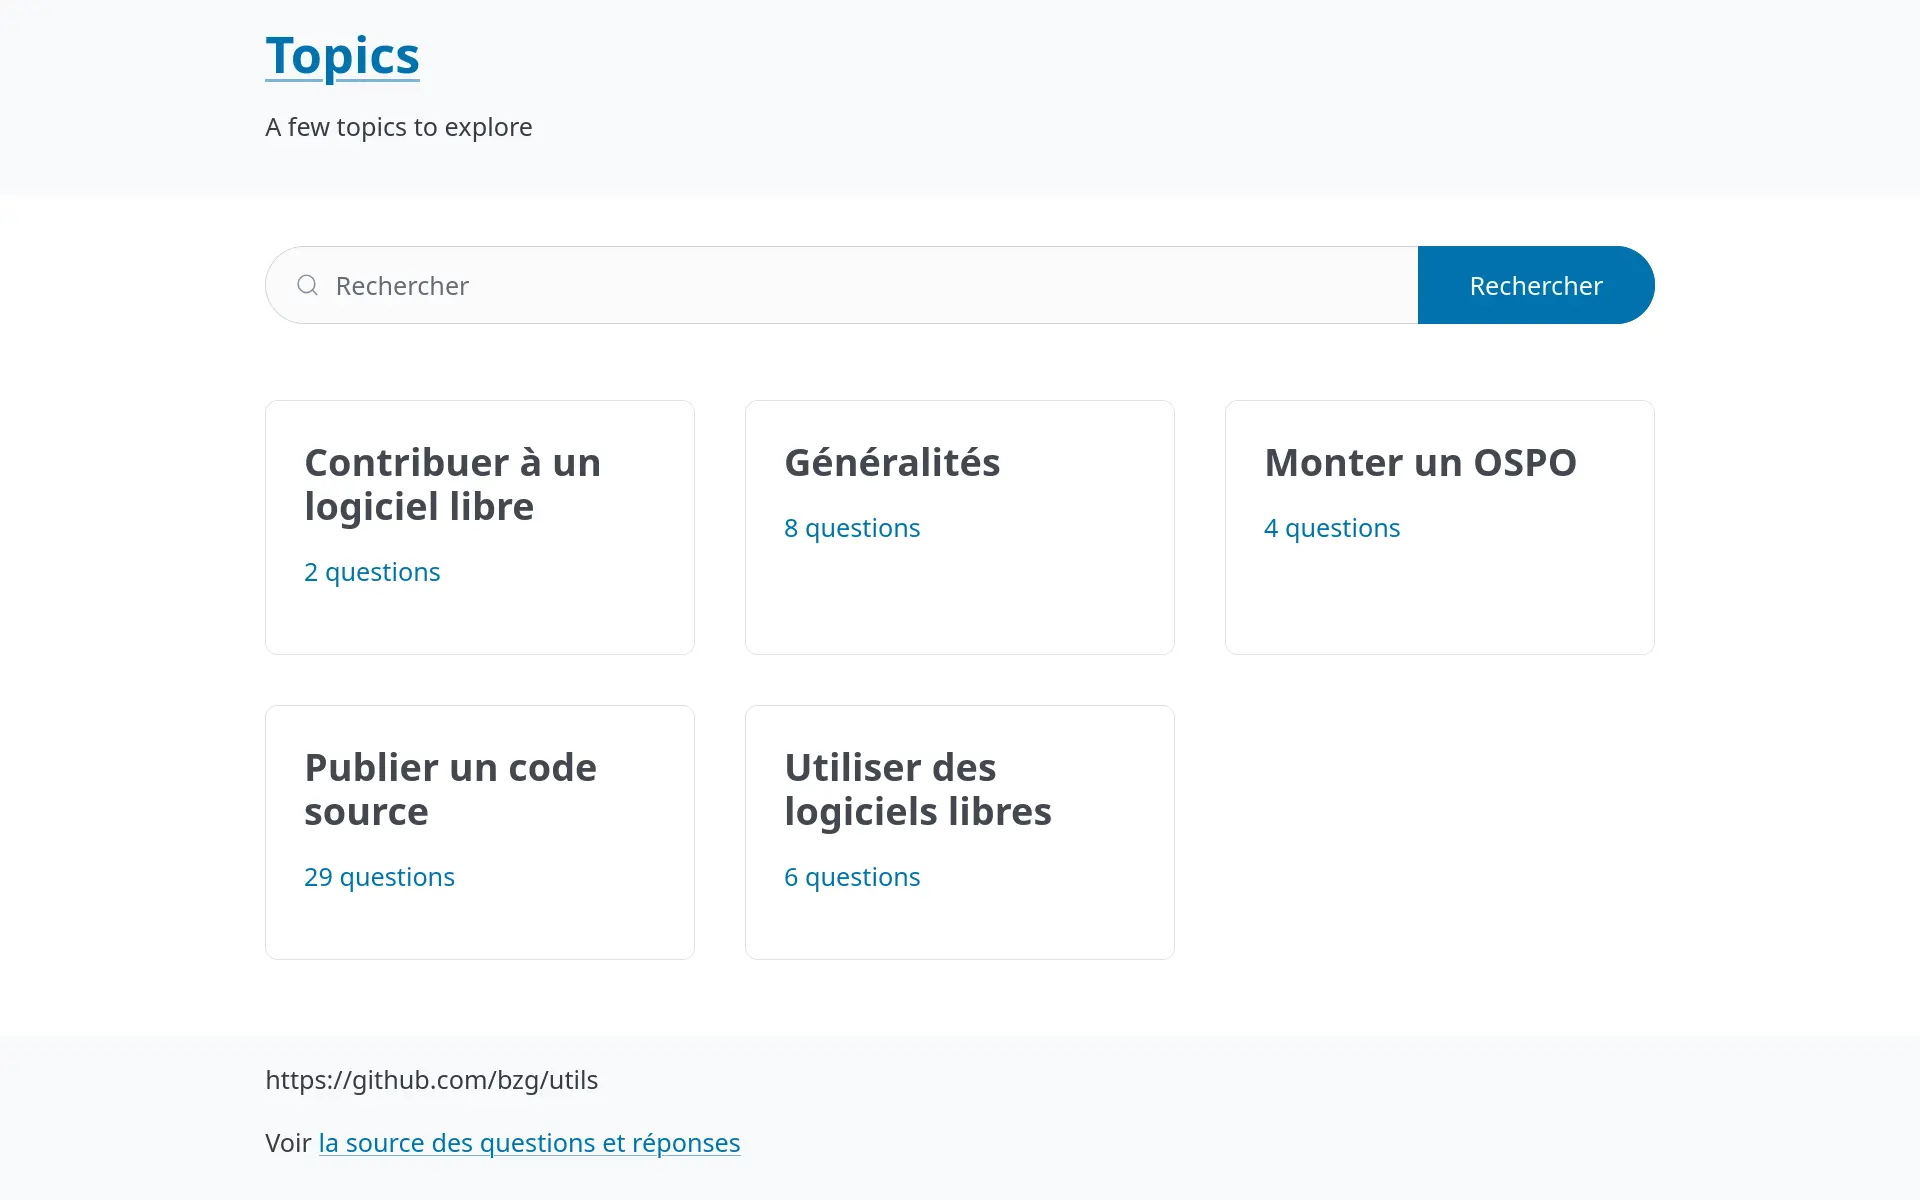 Topics
A few topics to explore
Rechercher
Rechercher
Contribuer à un
logiciel libre
2 questions
Généralités
8 questions
Monter un OSPO
4 questions
Publier un code
source
29 questions
Utiliser des
logiciels libres
6 questions
https://github.com/bzg/utils
Voir la source des questions et réponses